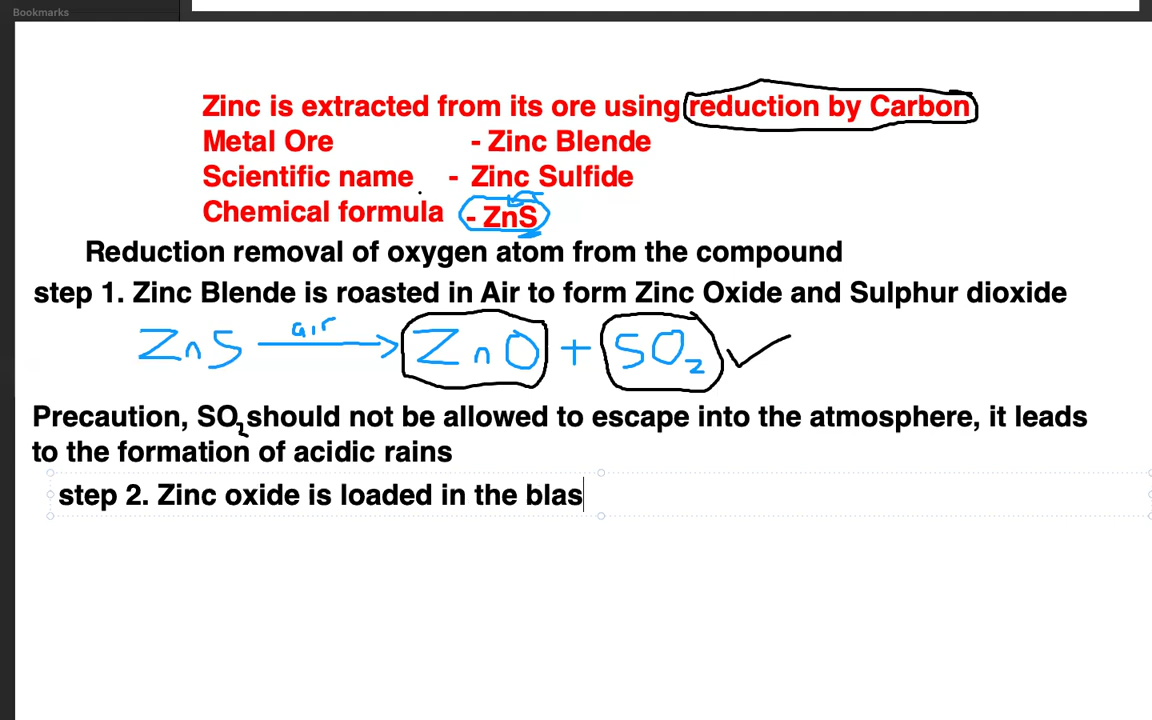 Bookmarks
Zinc is extracted from its ore using reduction by Carbon
Metal Ore - Zinc Blende
Scientific name - Zinc Sulfide
Chemical formula - ZnS
Reduction removal of oxygen atom from the compound
step 1. Zinc Blende is roasted in Air to form Zinc Oxide and Sulphur dioxide
ZnS air → ZnO + SO2
Precaution, SO2 should not be allowed to escape into the atmosphere, it leads
to the formation of acidic rains
step 2. Zinc oxide is loaded in the blas